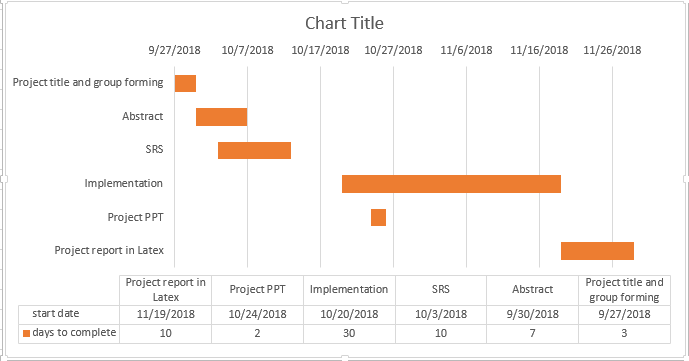 Chart Title
9/27/2018 10/7/2018 10/17/2018 10/27/2018 11/6/2018 11/16/2018 11/26/2018
Project title and group forming
Abstract
SRS
Implementation
Project PPT
Project report in Latex
Project report in Latex Project PPT Implementation SRS Abstract Project title and group forming
start date 11/19/2018 10/24/2018 10/20/2018 10/3/2018 9/30/2018 9/27/2018
days to complete 10 2 30 10 7 3